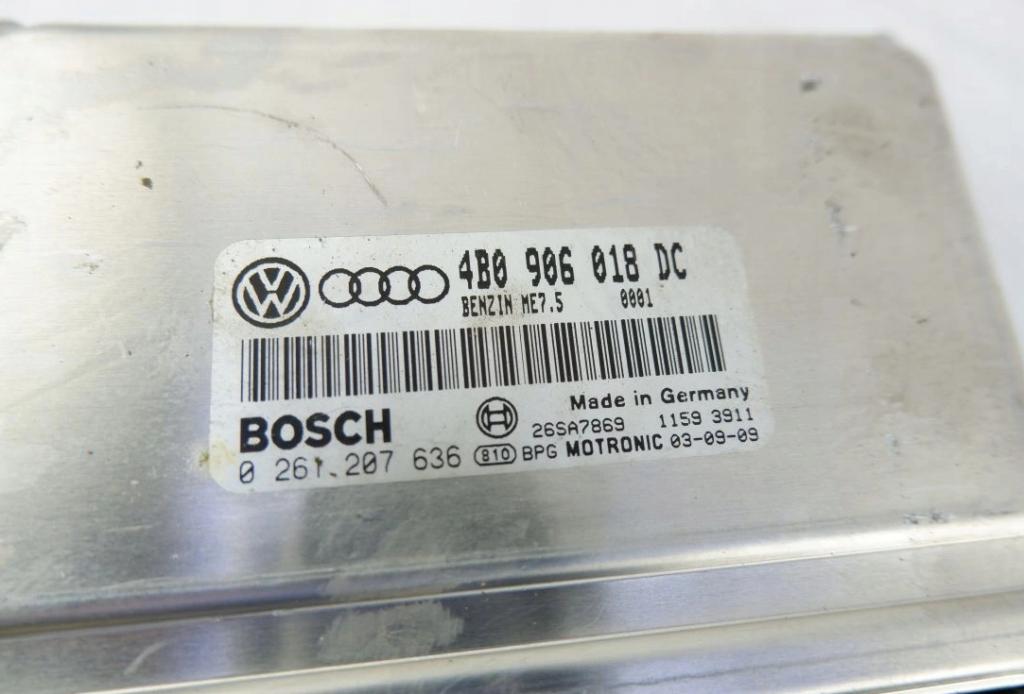 4B0 906 018 DC
BENZIN ME7.5 0001
Made in Germany
BOSCH 26SA7869 1159 3911
0 261.207 636 810 BPG MOTRONIC 03-09-09